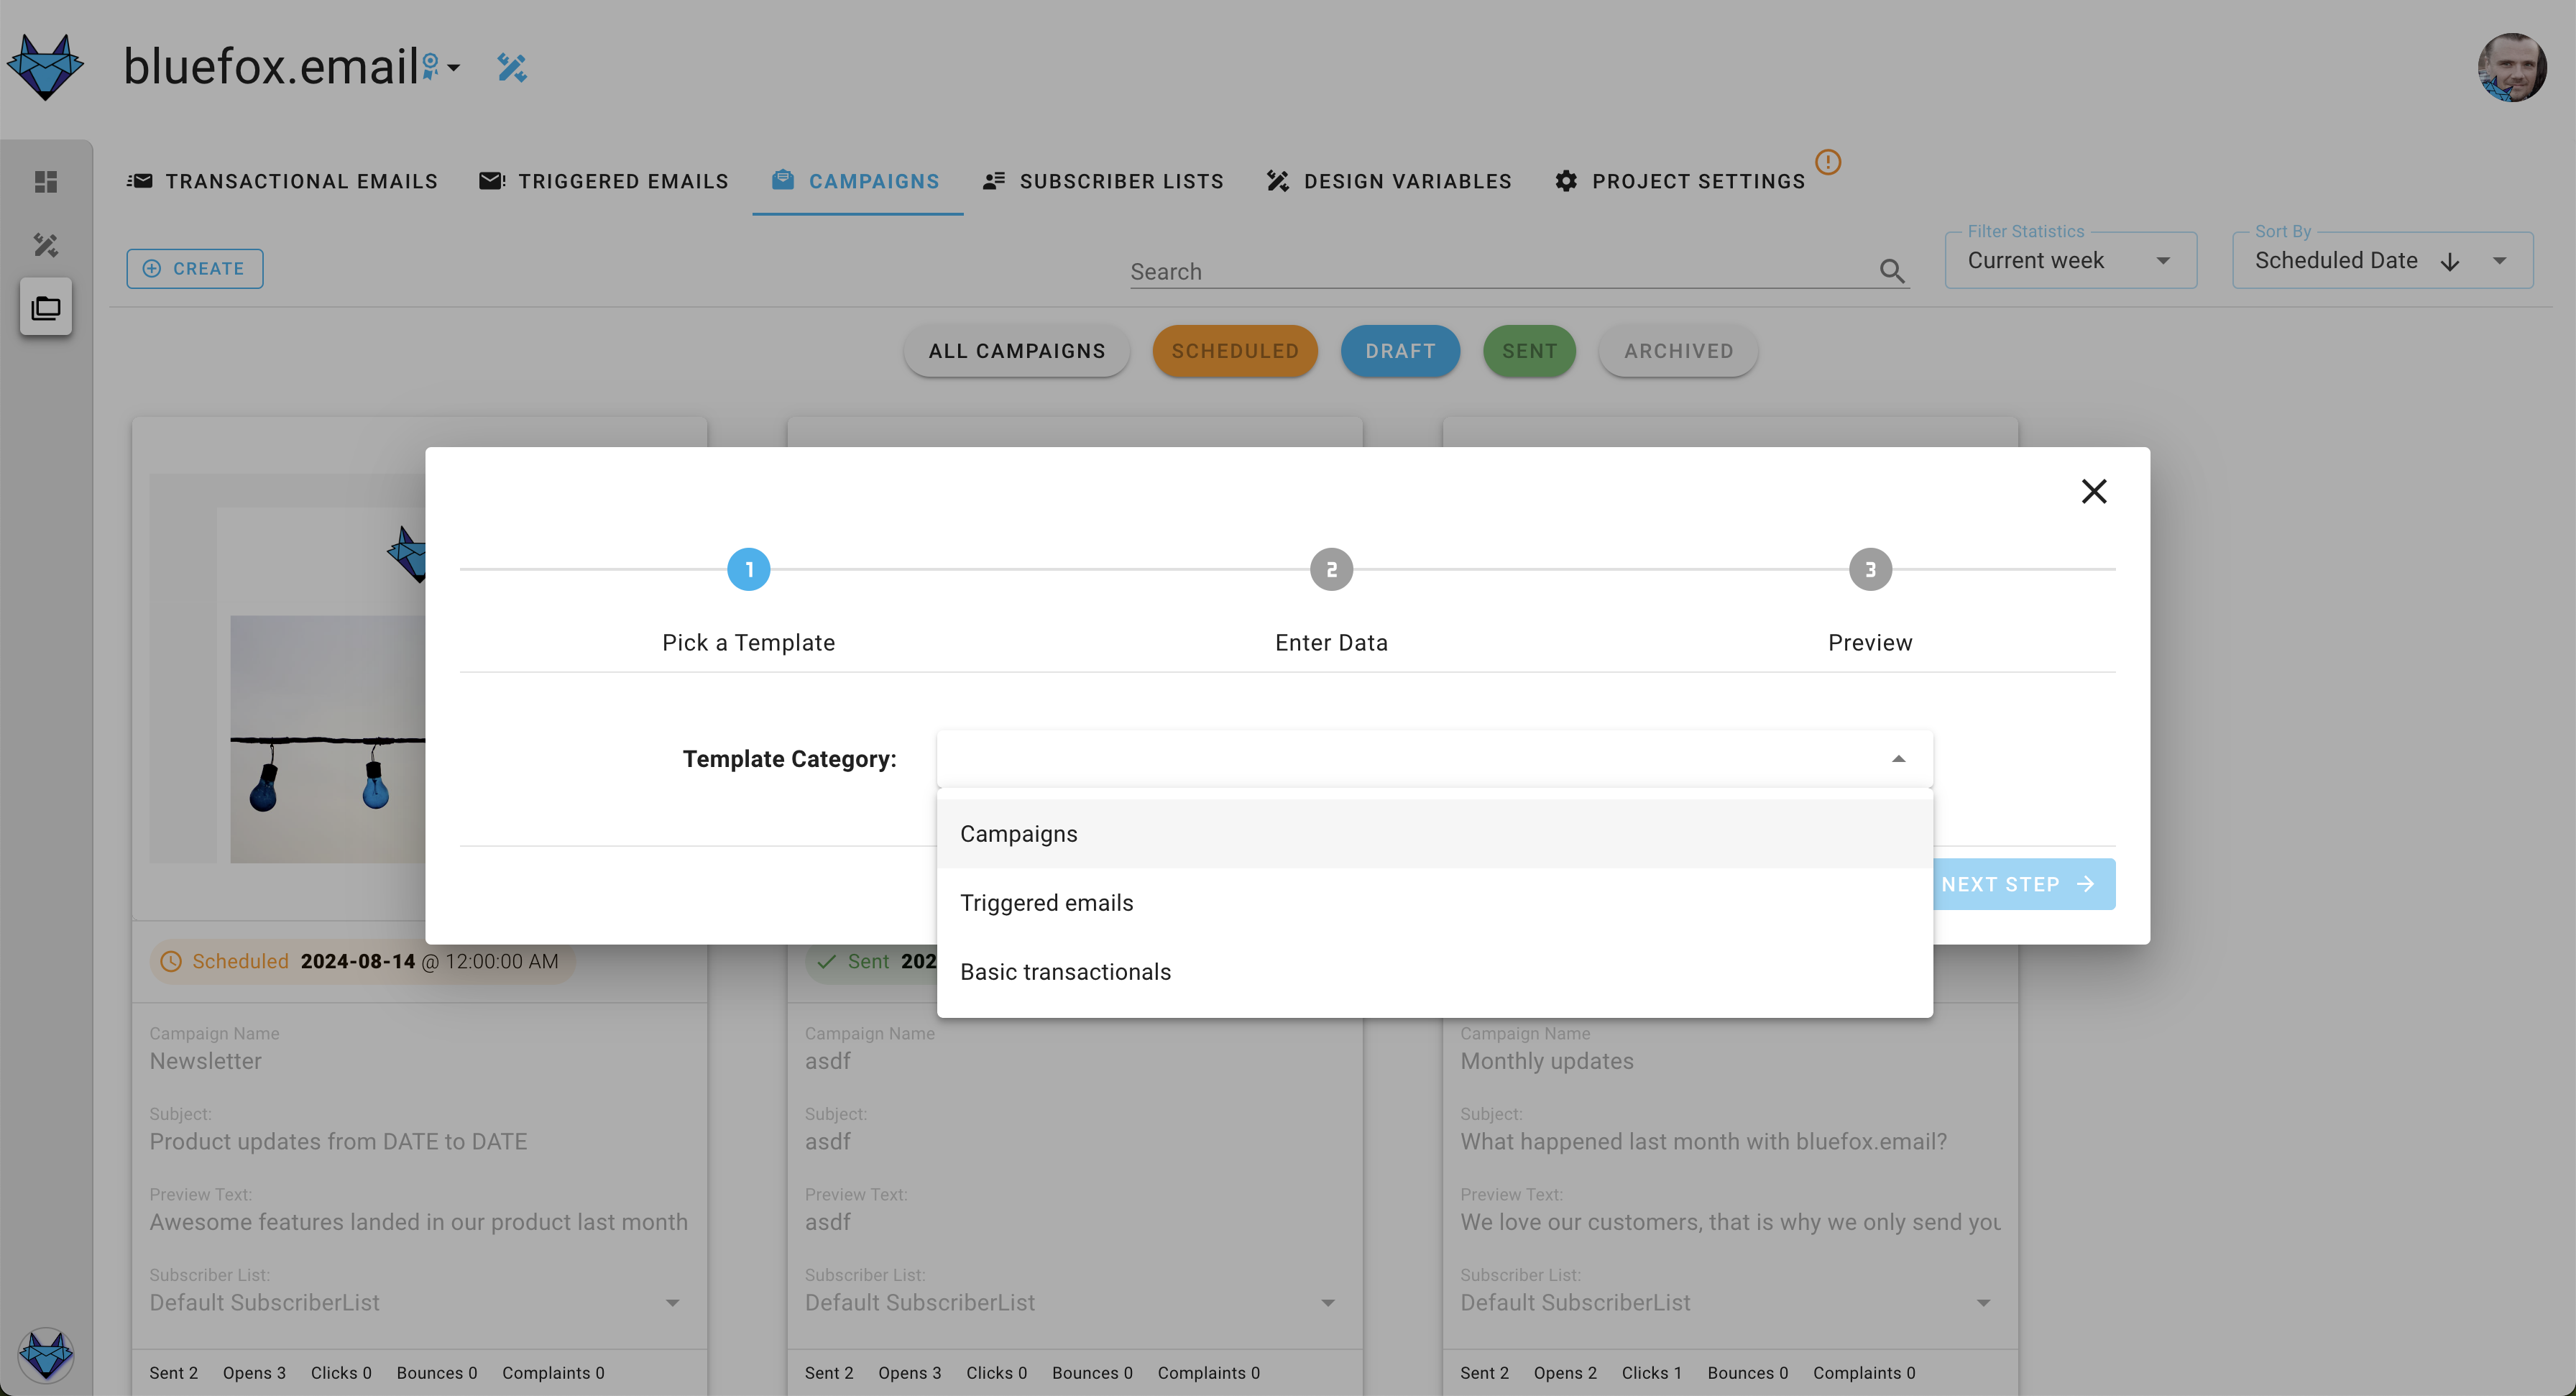 bluefox.email
TRANSACTIONAL EMAILS
TRIGGERED EMAILS
CAMPAIGNS
SUBSCRIBER LISTS
DESIGN VARIABLES
PROJECT SETTINGS
CREATE
Search
Filter Statistics
Current week
Sort By
Scheduled Date
ALL CAMPAIGNS
SCHEDULED
DRAFT
SENT
ARCHIVED
1
2
3
Pick a Template
Enter Data
Preview
Template Category:
Campaigns
Triggered emails
Basic transactionals
NEXT STEP
Scheduled 2024-08-14 @ 12:00:00 AM
Campaign Name
Newsletter
Subject:
Product updates from DATE to DATE
Preview Text:
Awesome features landed in our product last month
Subscriber List:
Default SubscriberList
Sent 2 Opens 3 Clicks 0 Bounces 0 Complaints 0
Sent 202
Campaign Name
asdf
Subject:
asdf
Preview Text:
asdf
Subscriber List:
Default SubscriberList
Sent 2 Opens 3 Clicks 0 Bounces 0 Complaints 0
Campaign Name
Monthly updates
Subject:
What happened last month with bluefox.email?
Preview Text:
We love our customers, that is why we only send you
Subscriber List:
Default SubscriberList
Sent 2 Opens 2 Clicks 1 Bounces 0 Complaints 0